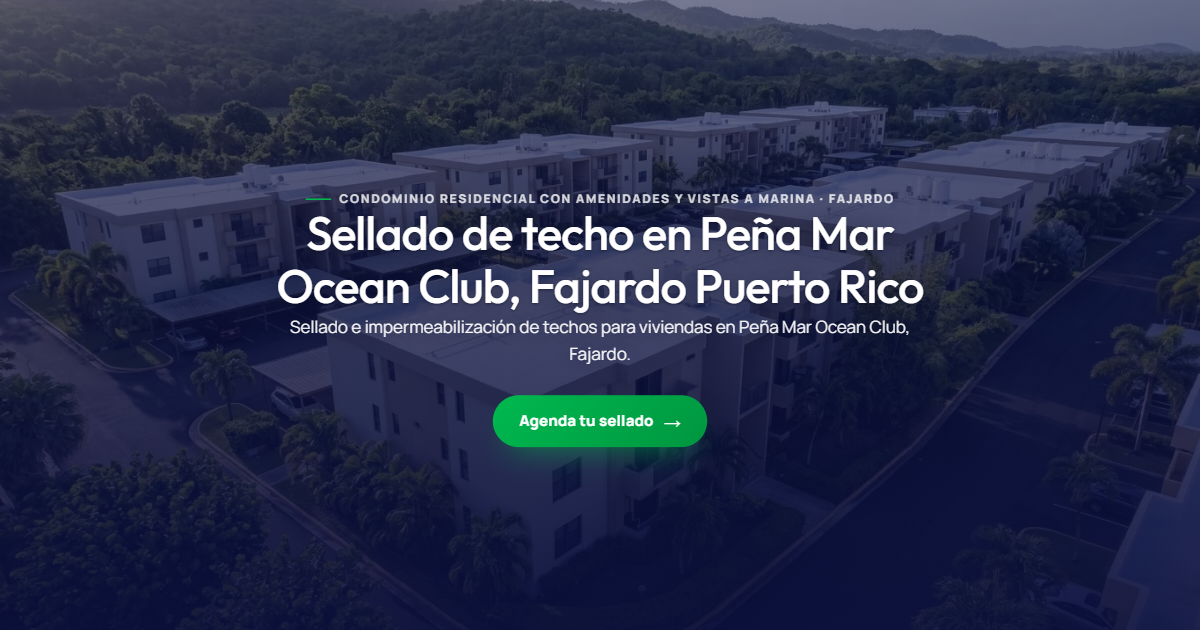 CONDOMINIO RESIDENCIAL CON AMENIDADES Y VISTAS A MARINA · FAJARDO
Sellado de techo en Peña Mar
Ocean Club, Fajardo Puerto Rico
Sellado e impermeabilización de techos para viviendas en Peña Mar Ocean Club,
Fajardo.
Agenda tu sellado →